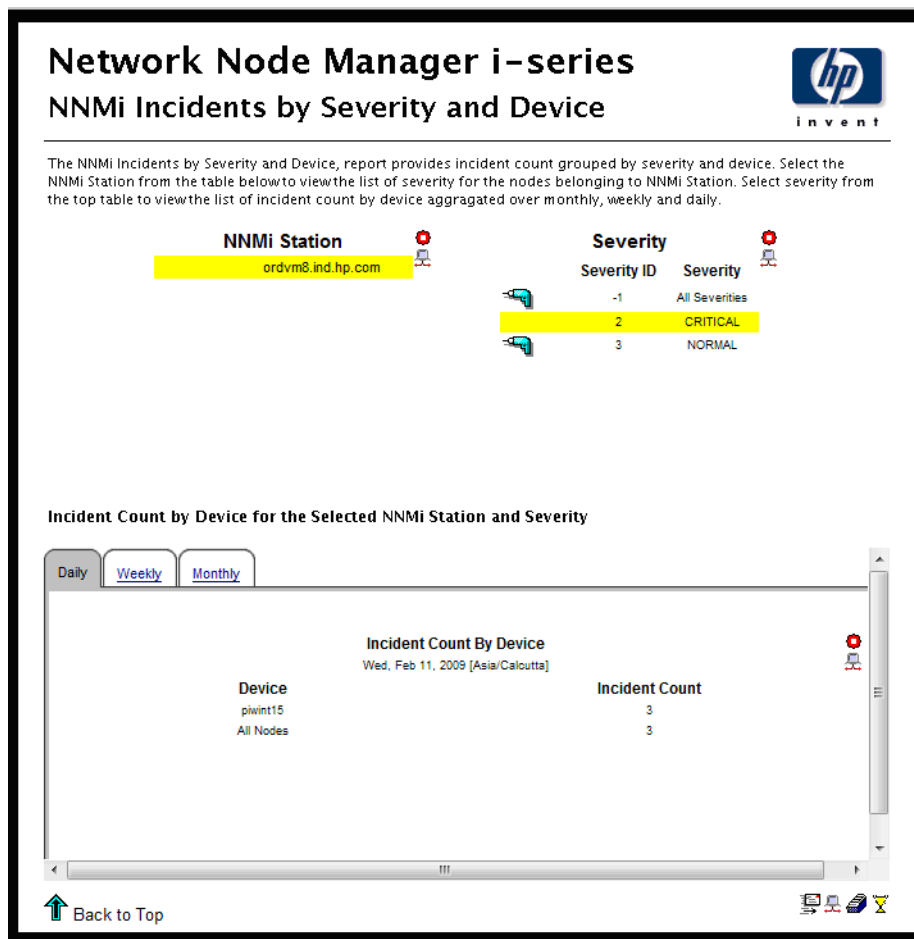 Network Node Manager i-series
NNMi Incidents by Severity and Device
hp
invent
The NNMi Incidents by Severity and Device, report provides incident count grouped by severity and device. Select the
NNMi Station from the table belowto viewthe list of severity for the nodes belonging to NNMi Station. Select severity from
the top table to viewthe list of incident count by device aggragated over monthly, weekly and daily.
NNMi Station
ordvm8.ind.hp.com
Severity
Severity ID Severity
-1 All Severities
2 CRITICAL
3 NORMAL
Incident Count by Device for the Selected NNMi Station and Severity
Daily Weekly Monthly
Incident Count By Device
Wed, Feb 11, 2009 [Asia/Calcutta]
Device Incident Count
piwint15 3
All Nodes 3
Back to Top